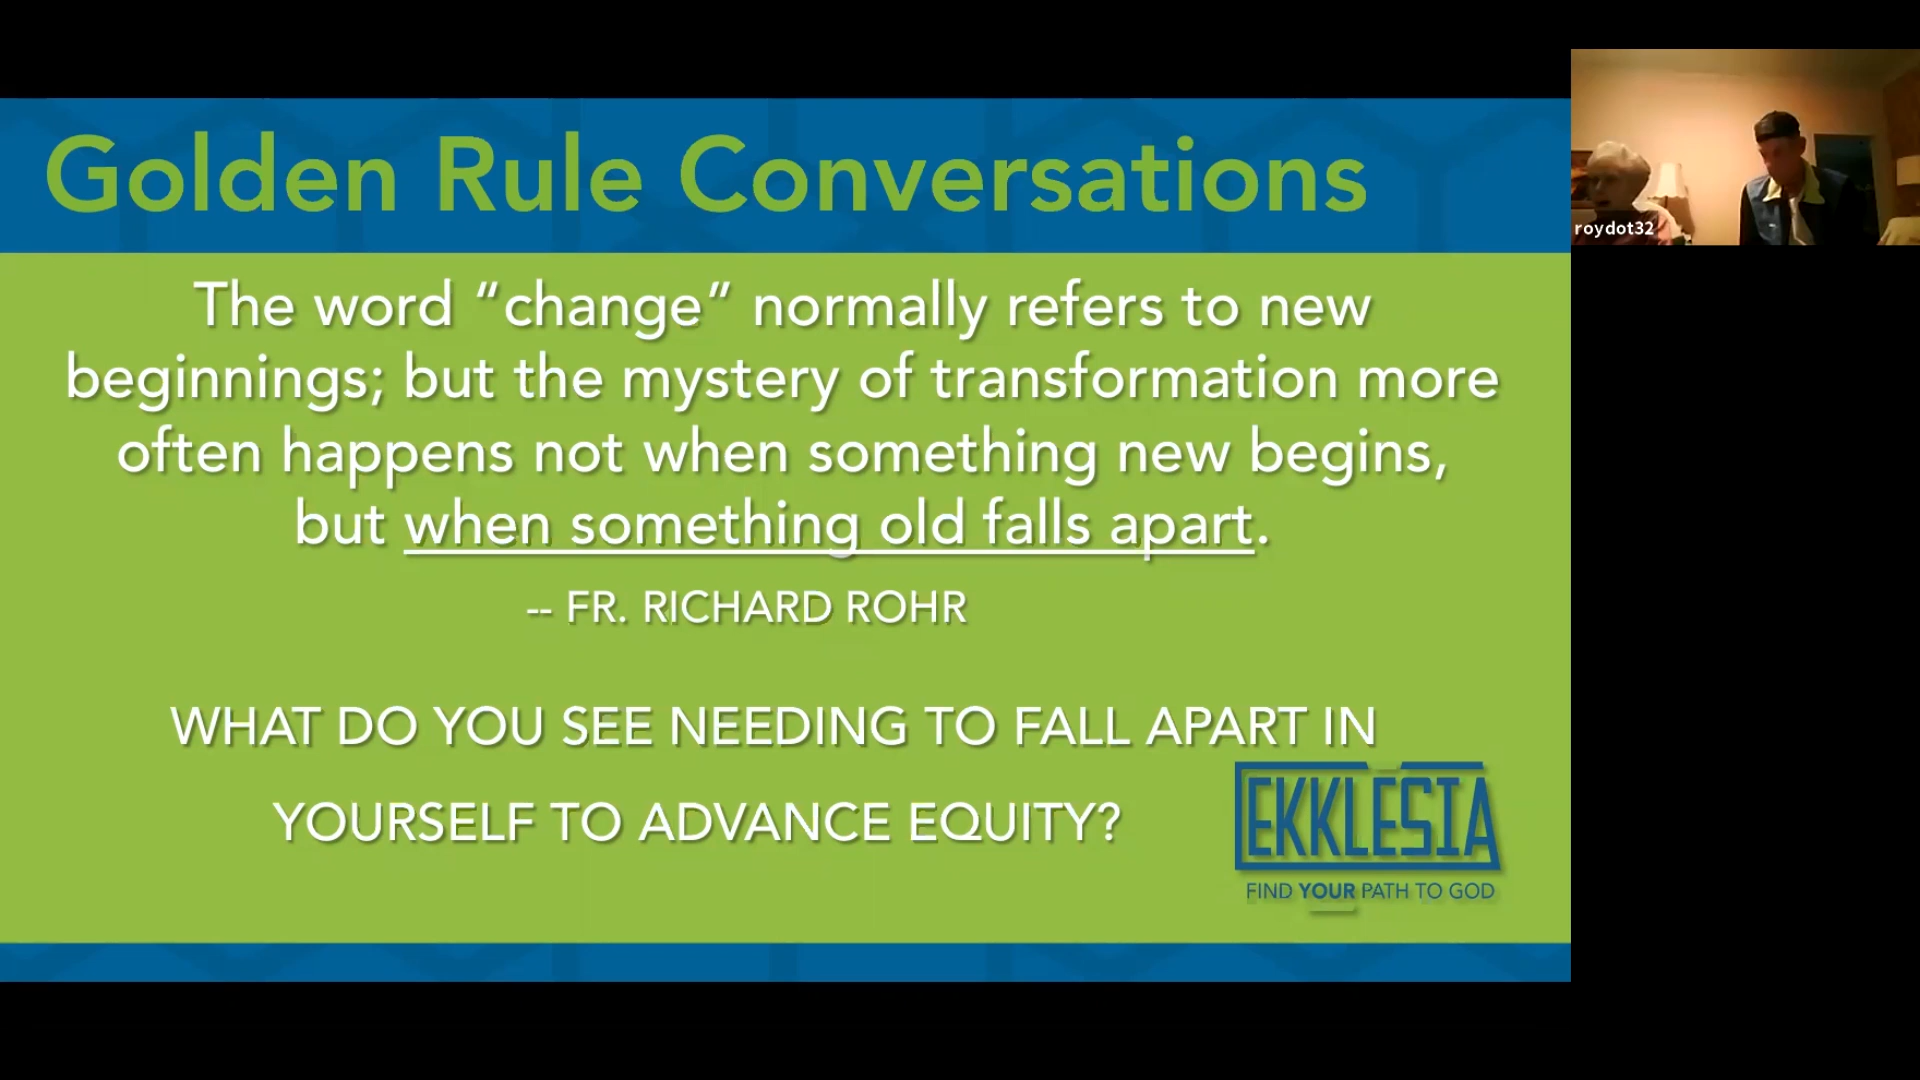 Golden Rule Conversations
The word “change” normally refers to new
beginnings; but the mystery of transformation more
often happens not when something new begins,
but when something old falls apart.
-- FR. RICHARD ROHR
WHAT DO YOU SEE NEEDING TO FALL APART IN
YOURSELF TO ADVANCE EQUITY?
EKKLESIA
FIND YOUR PATH TO GOD
roydot32